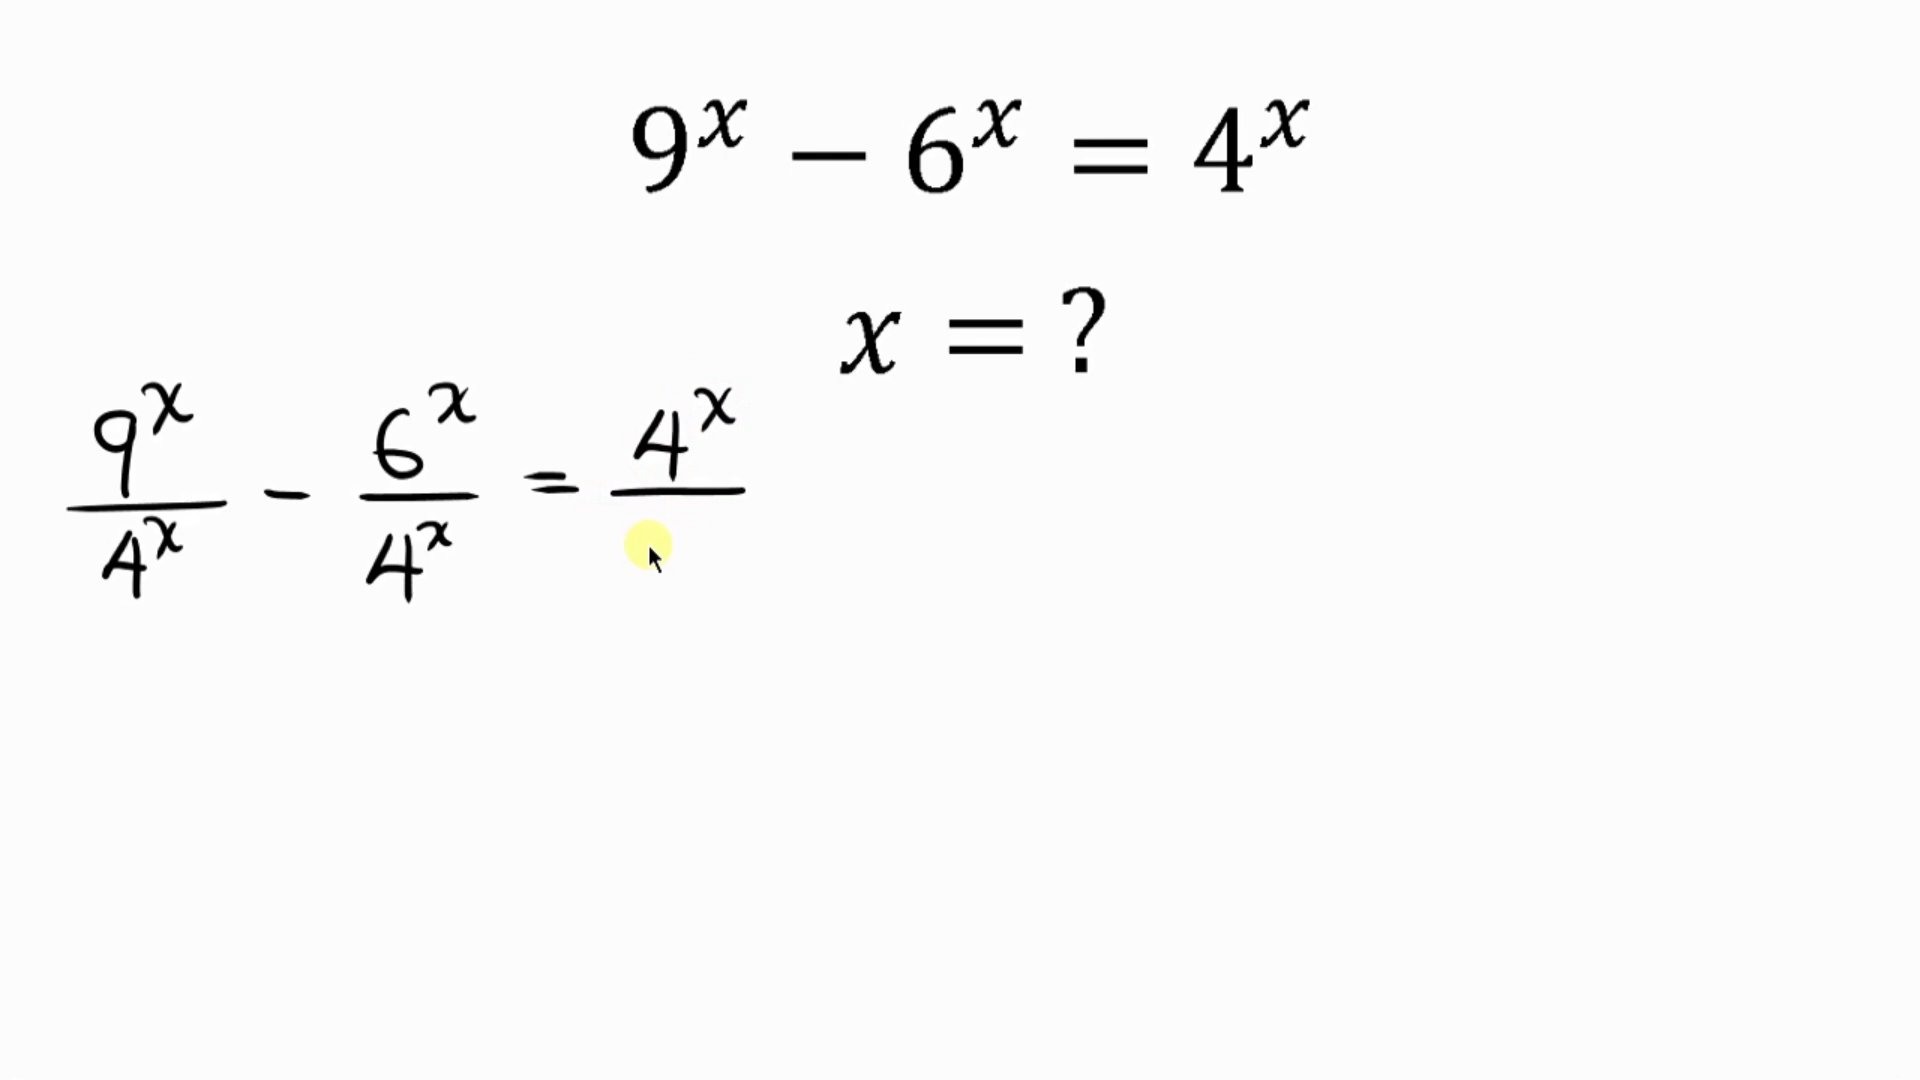 9^x − 6^x = 4^x
x = ?
9^x/4^x - 6^x/4^x = 4^x/